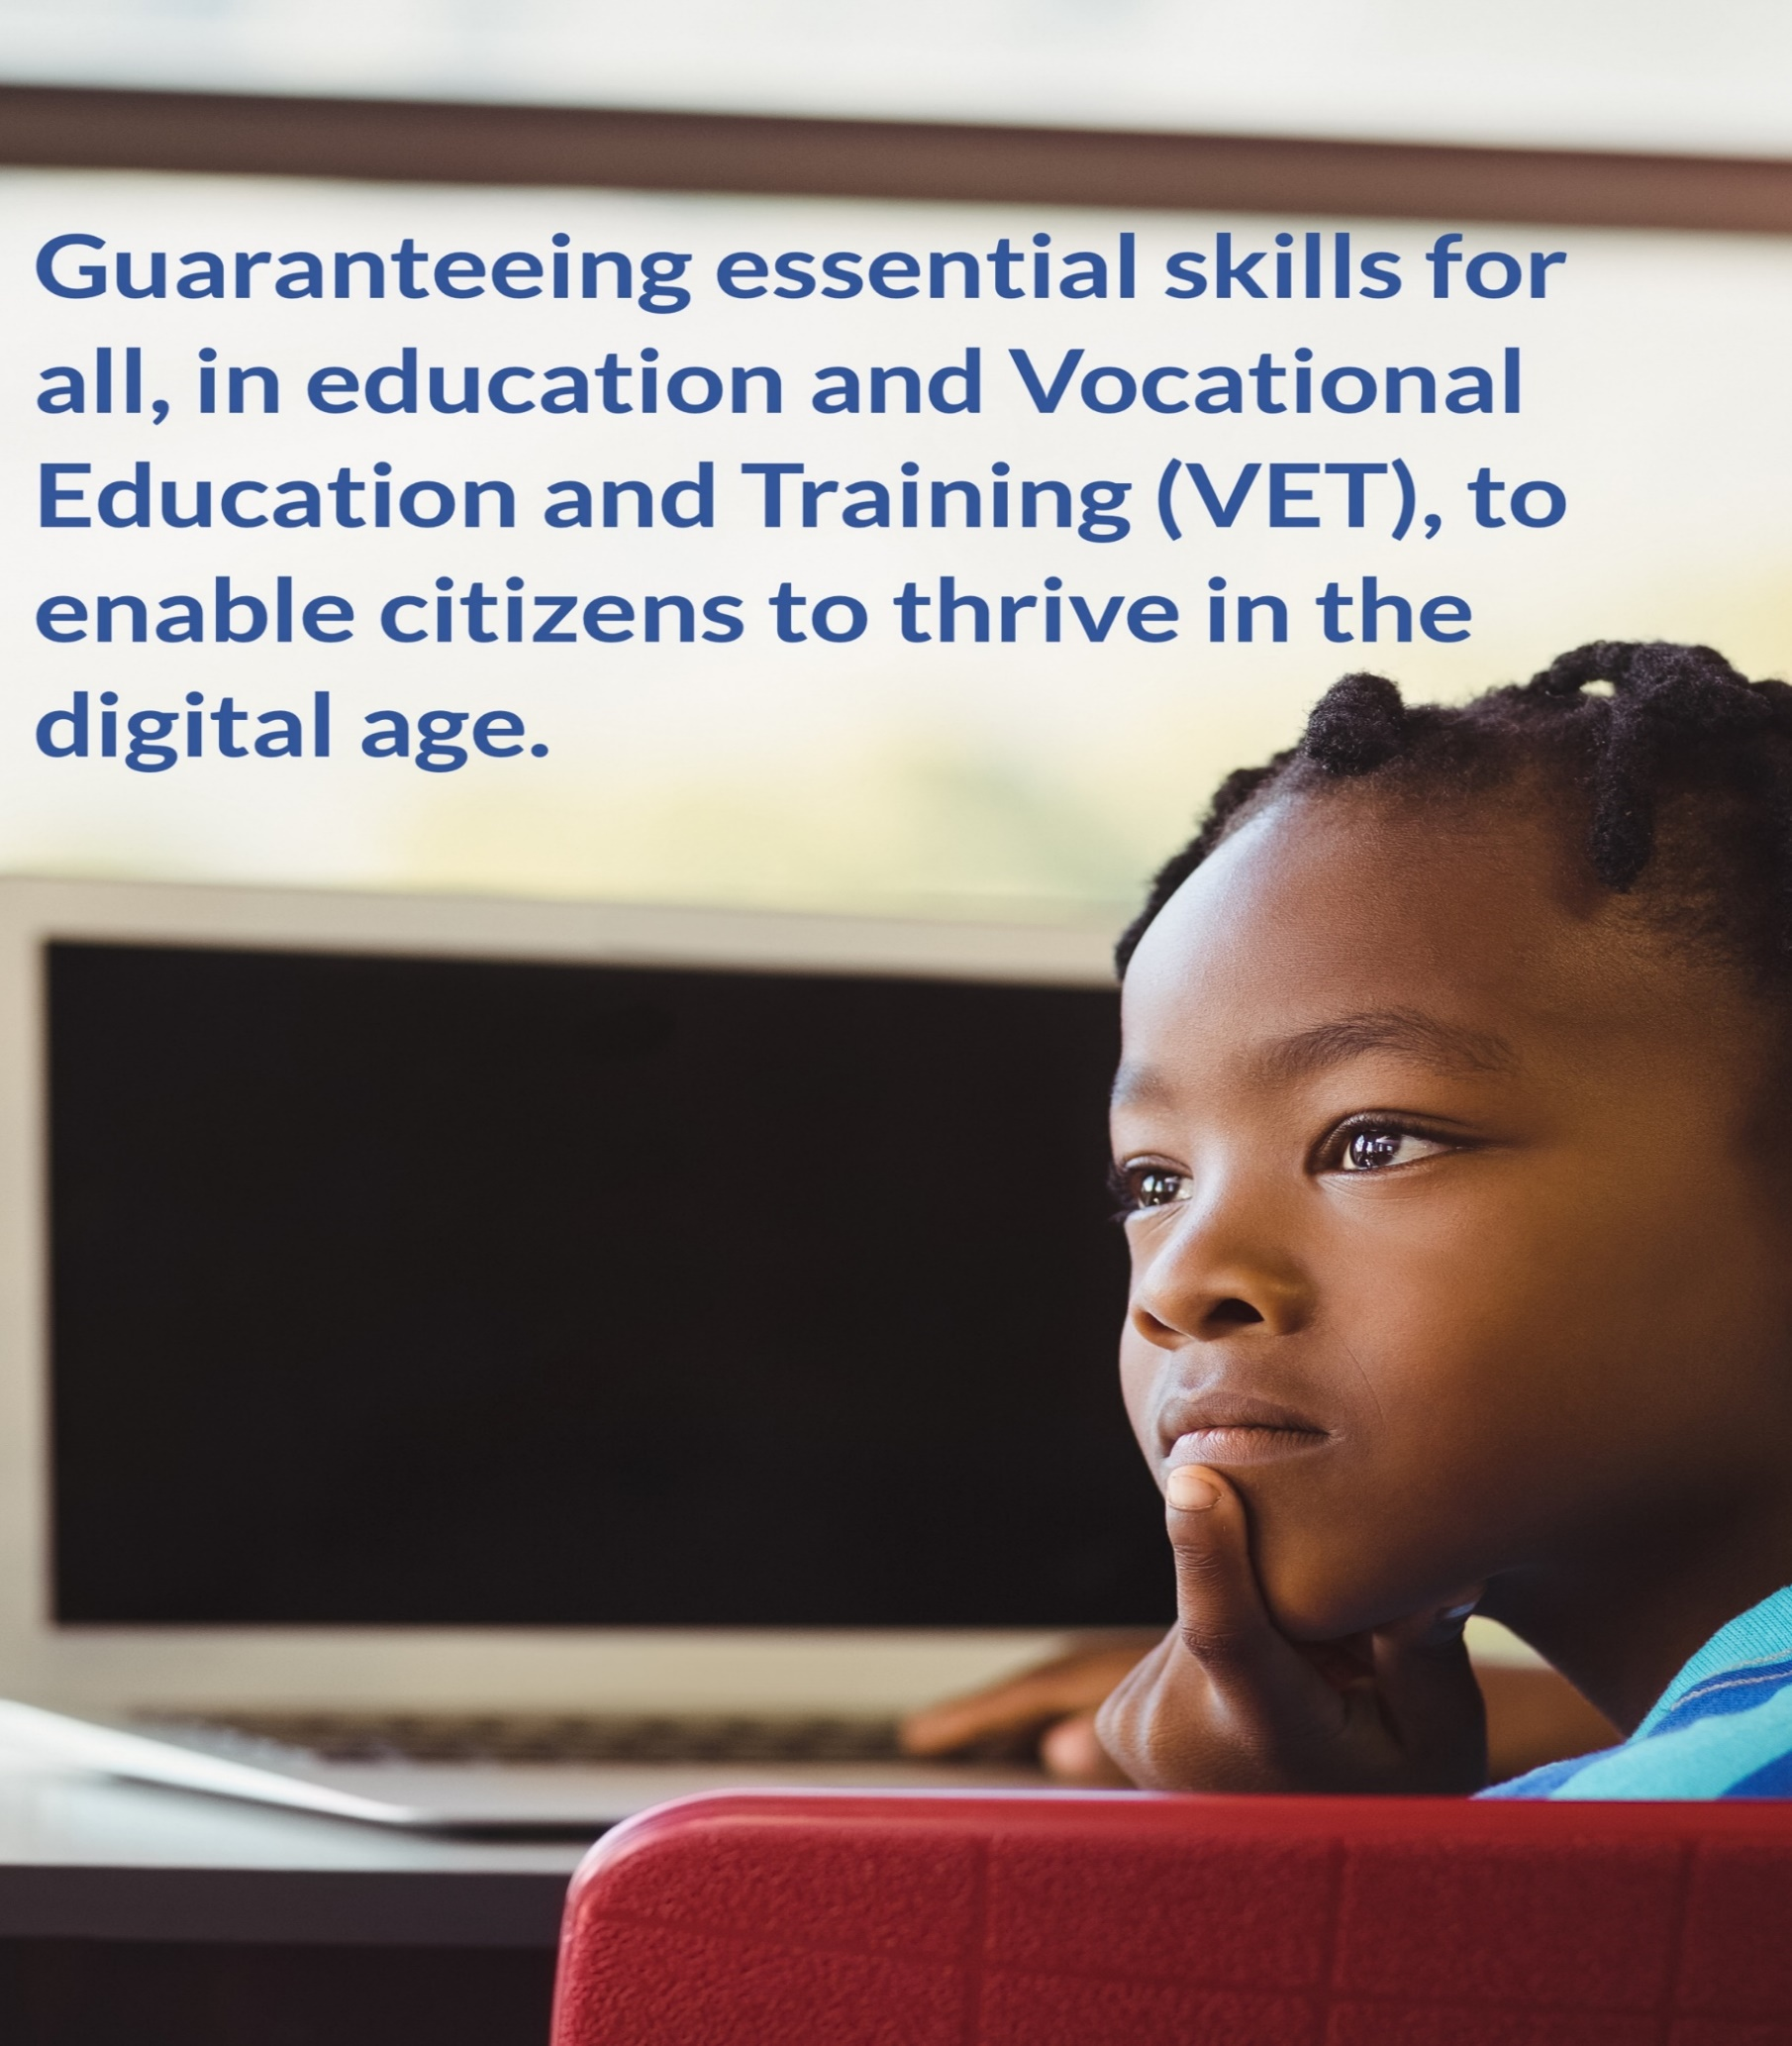 Guaranteeing essential skills for
all, in education and Vocational
Education and Training (VET), to
enable citizens to thrive in the
digital age.